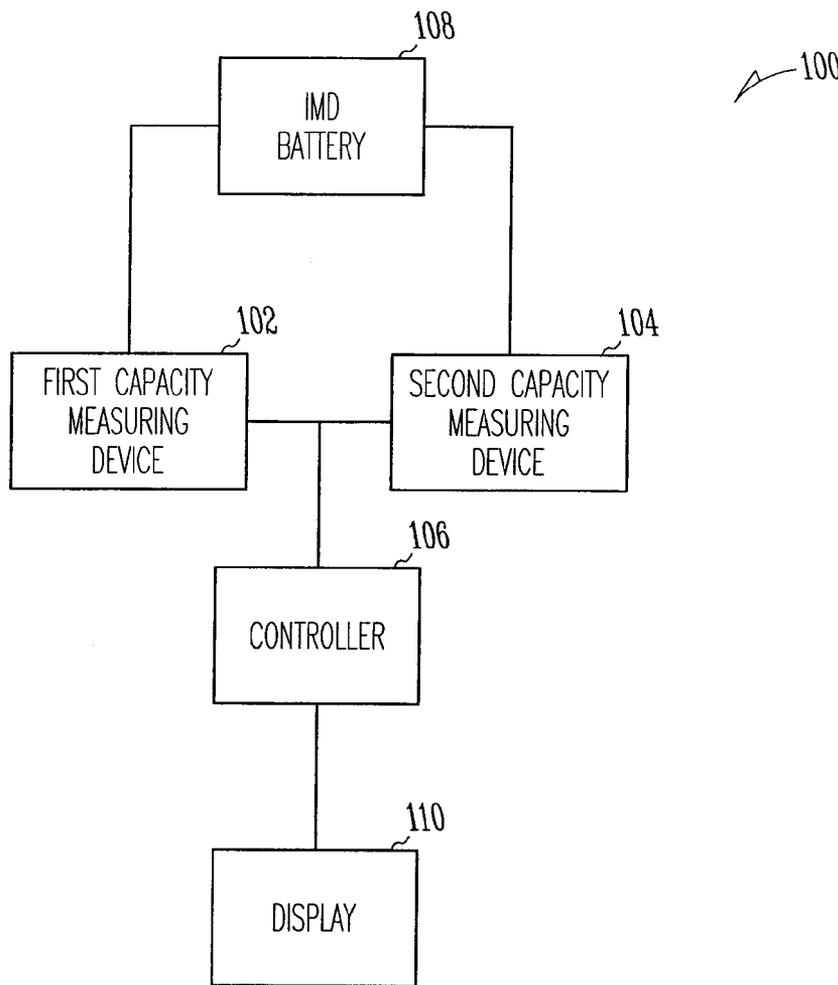 108
100
IMD
BATTERY
102
FIRST CAPACITY
MEASURING
DEVICE
104
SECOND CAPACITY
MEASURING
DEVICE
106
CONTROLLER
110
DISPLAY